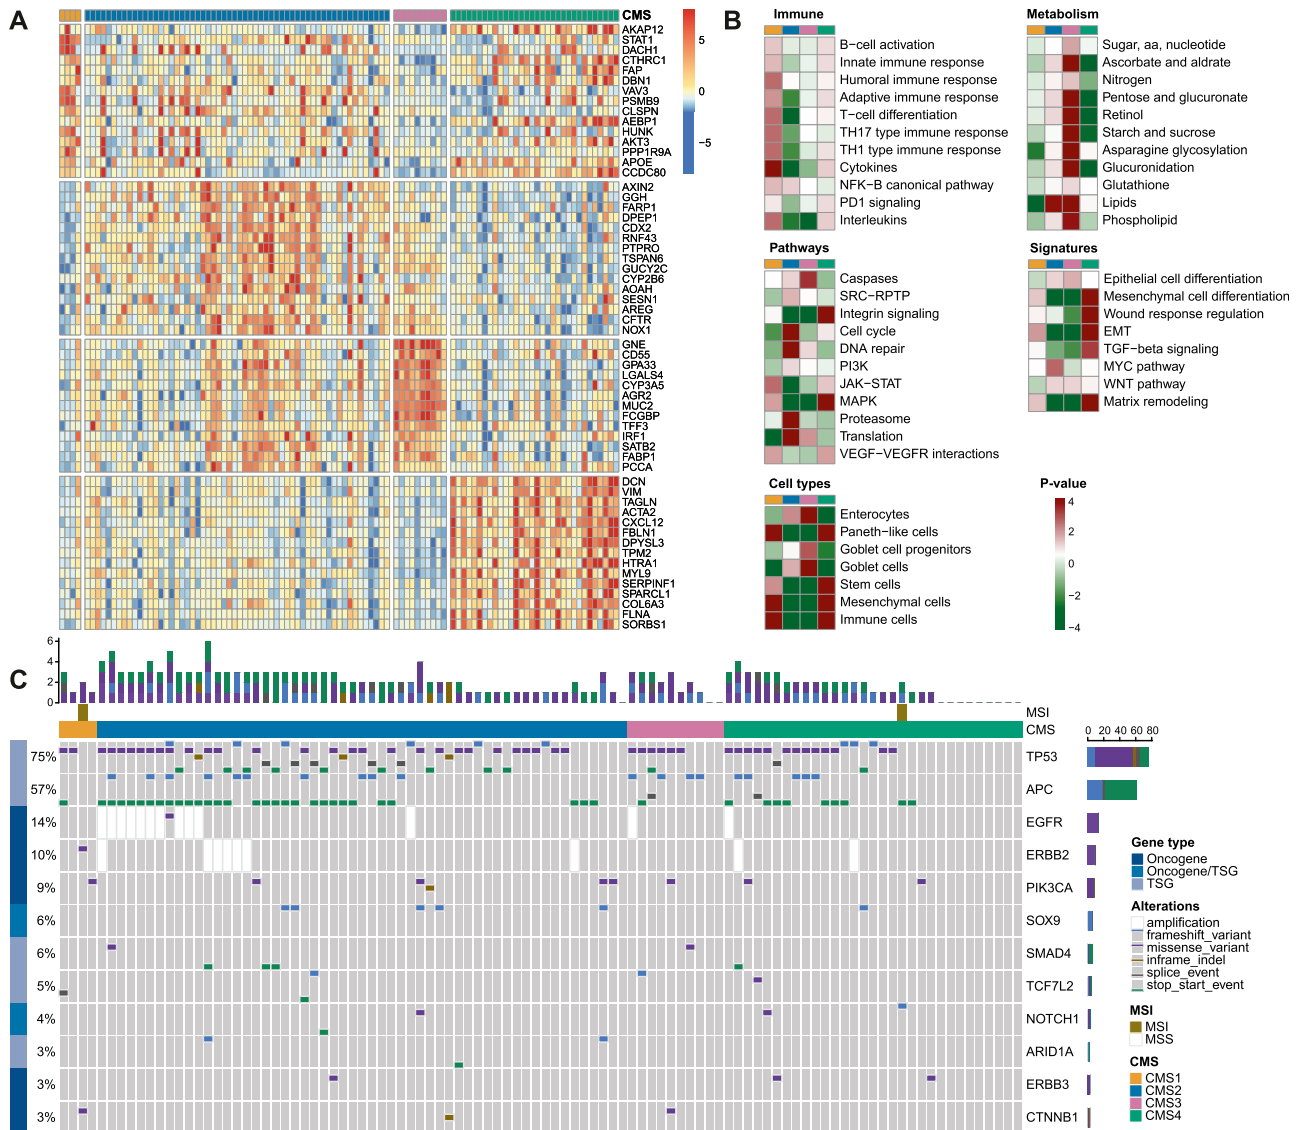 A
CMS
AKAP12
STAT1
DACH1
CTHRC1
FAP
DBN1
VAV3
PSMB9
CLSPN
AEBP1
HUNK
AKT3
PPP1R9A
APOE
CCDC80
AXIN2
GGH
FARP1
DPEP1
CDX2
RNF43
PTPRO
TSPAN6
GUCY2C
CYP2B6
AOAH
SESN1
AREG
CFTR
NOX1
GNE
CD55
GPA33
LGALS4
CYP3A5
AGR2
MUC2
FCGBP
TFF3
IRF1
SATB2
FABP1
PCCA
DCN
VIM
TAGLN
ACTA2
CXCL12
FBLN1
DPYSL3
TPM2
HTRA1
MYL9
SERPINF1
SPARCL1
COL6A3
FLNA
SORBS1
5
0
−5
B
Immune
B−cell activation
Innate immune response
Humoral immune response
Adaptive immune response
T−cell differentiation
TH17 type immune response
TH1 type immune response
Cytokines
NFK−B canonical pathway
PD1 signaling
Interleukins
Metabolism
Sugar, aa, nucleotide
Ascorbate and aldrate
Nitrogen
Pentose and glucuronate
Retinol
Starch and sucrose
Asparagine glycosylation
Glucuronidation
Glutathione
Lipids
Phospholipid
Pathways
Caspases
SRC−RPTP
Integrin signaling
Cell cycle
DNA repair
PI3K
JAK−STAT
MAPK
Proteasome
Translation
VEGF−VEGFR interactions
Signatures
Epithelial cell differentiation
Mesenchymal cell differentiation
Wound response regulation
EMT
TGF−beta signaling
MYC pathway
WNT pathway
Matrix remodeling
Cell types
Enterocytes
Paneth−like cells
Goblet cell progenitors
Goblet cells
Stem cells
Mesenchymal cells
Immune cells
P-value
4
2
0
−2
−4
C
6
4
2
0
MSI
CMS
0 20 40 60 80
75% TP53
57% APC
14% EGFR
10% ERBB2
9% PIK3CA
6% SOX9
6% SMAD4
5% TCF7L2
4% NOTCH1
3% ARID1A
3% ERBB3
3% CTNNB1
Gene type
Oncogene
Oncogene/TSG
TSG
Alterations
amplification
frameshift_variant
missense_variant
inframe_indel
splice_event
stop_start_event
MSI
MSI
MSS
CMS
CMS1
CMS2
CMS3
CMS4